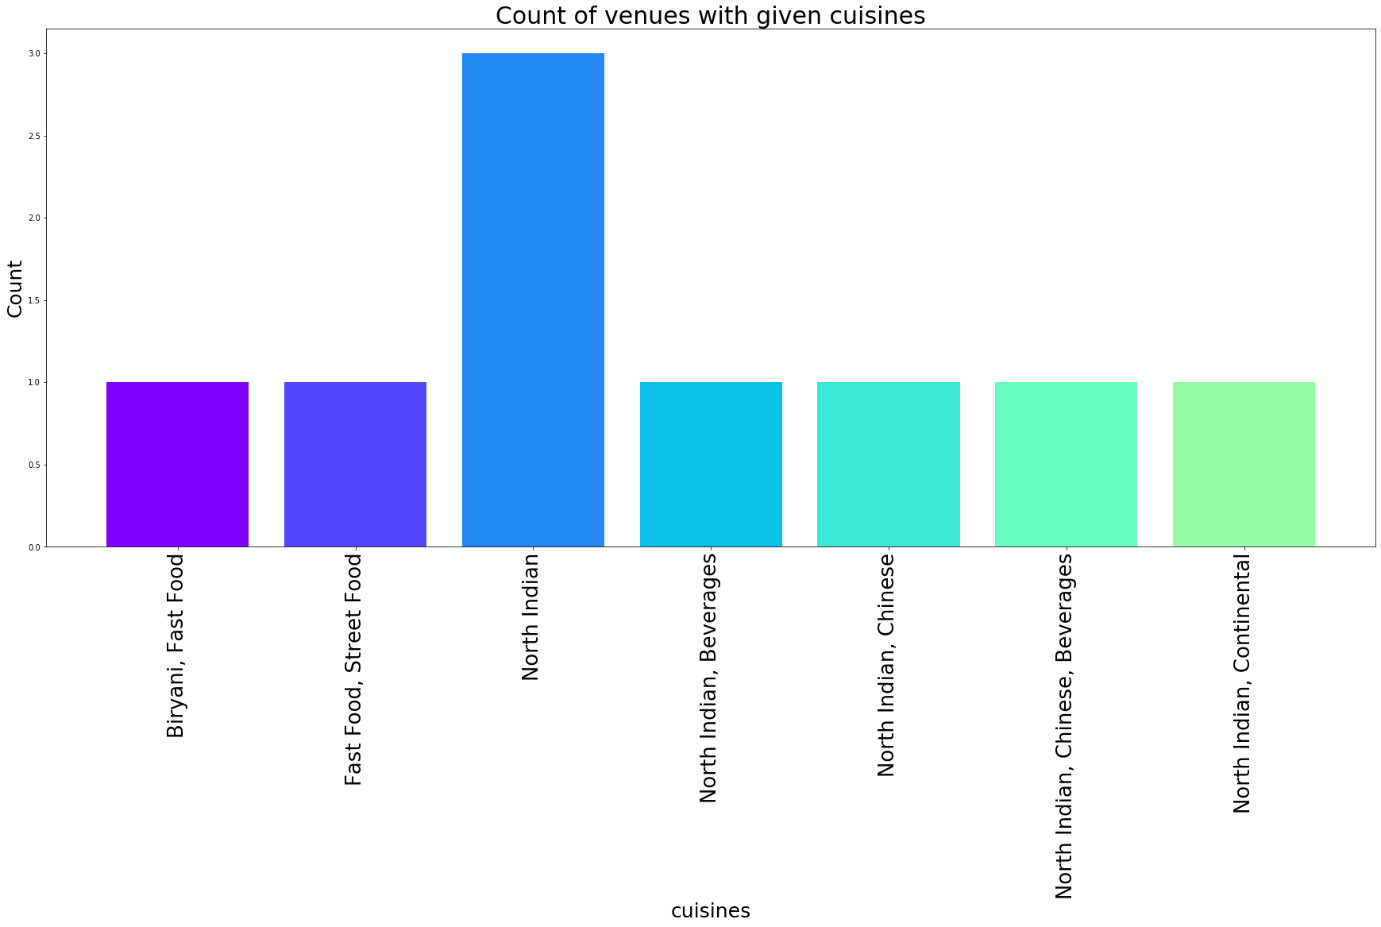 Count of venues with given cuisines
Count
3.0
2.5
2.0
1.5
1.0
0.5
0.0
Biryani, Fast Food
Fast Food, Street Food
North Indian
North Indian, Beverages
North Indian, Chinese
North Indian, Chinese, Beverages
North Indian, Continental
cuisines